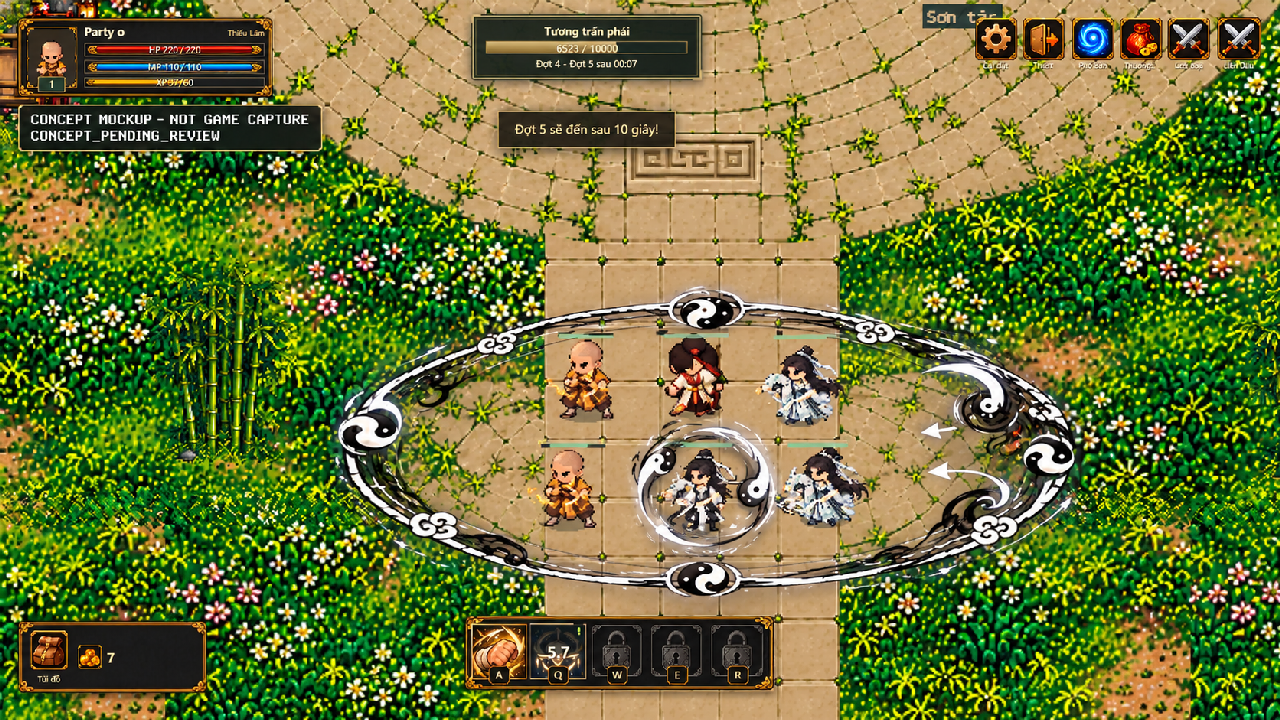 Party o
Thiếu Lâm
HP 220 / 220
MP 110/110
XP 37/60
1
CONCEPT MOCKUP - NOT GAME CAPTURE
CONCEPT_PENDING_REVIEW
Tương trấn phái
6523 / 10000
Đợt 4 - Đợt 5 sau 00:07
Đợt 5 sẽ đến sau 10 giây!
Sơn tặc
Cài đặt
Thoát
Phó bản
7
Túi đồ
5.7
A
Q
W
E
R